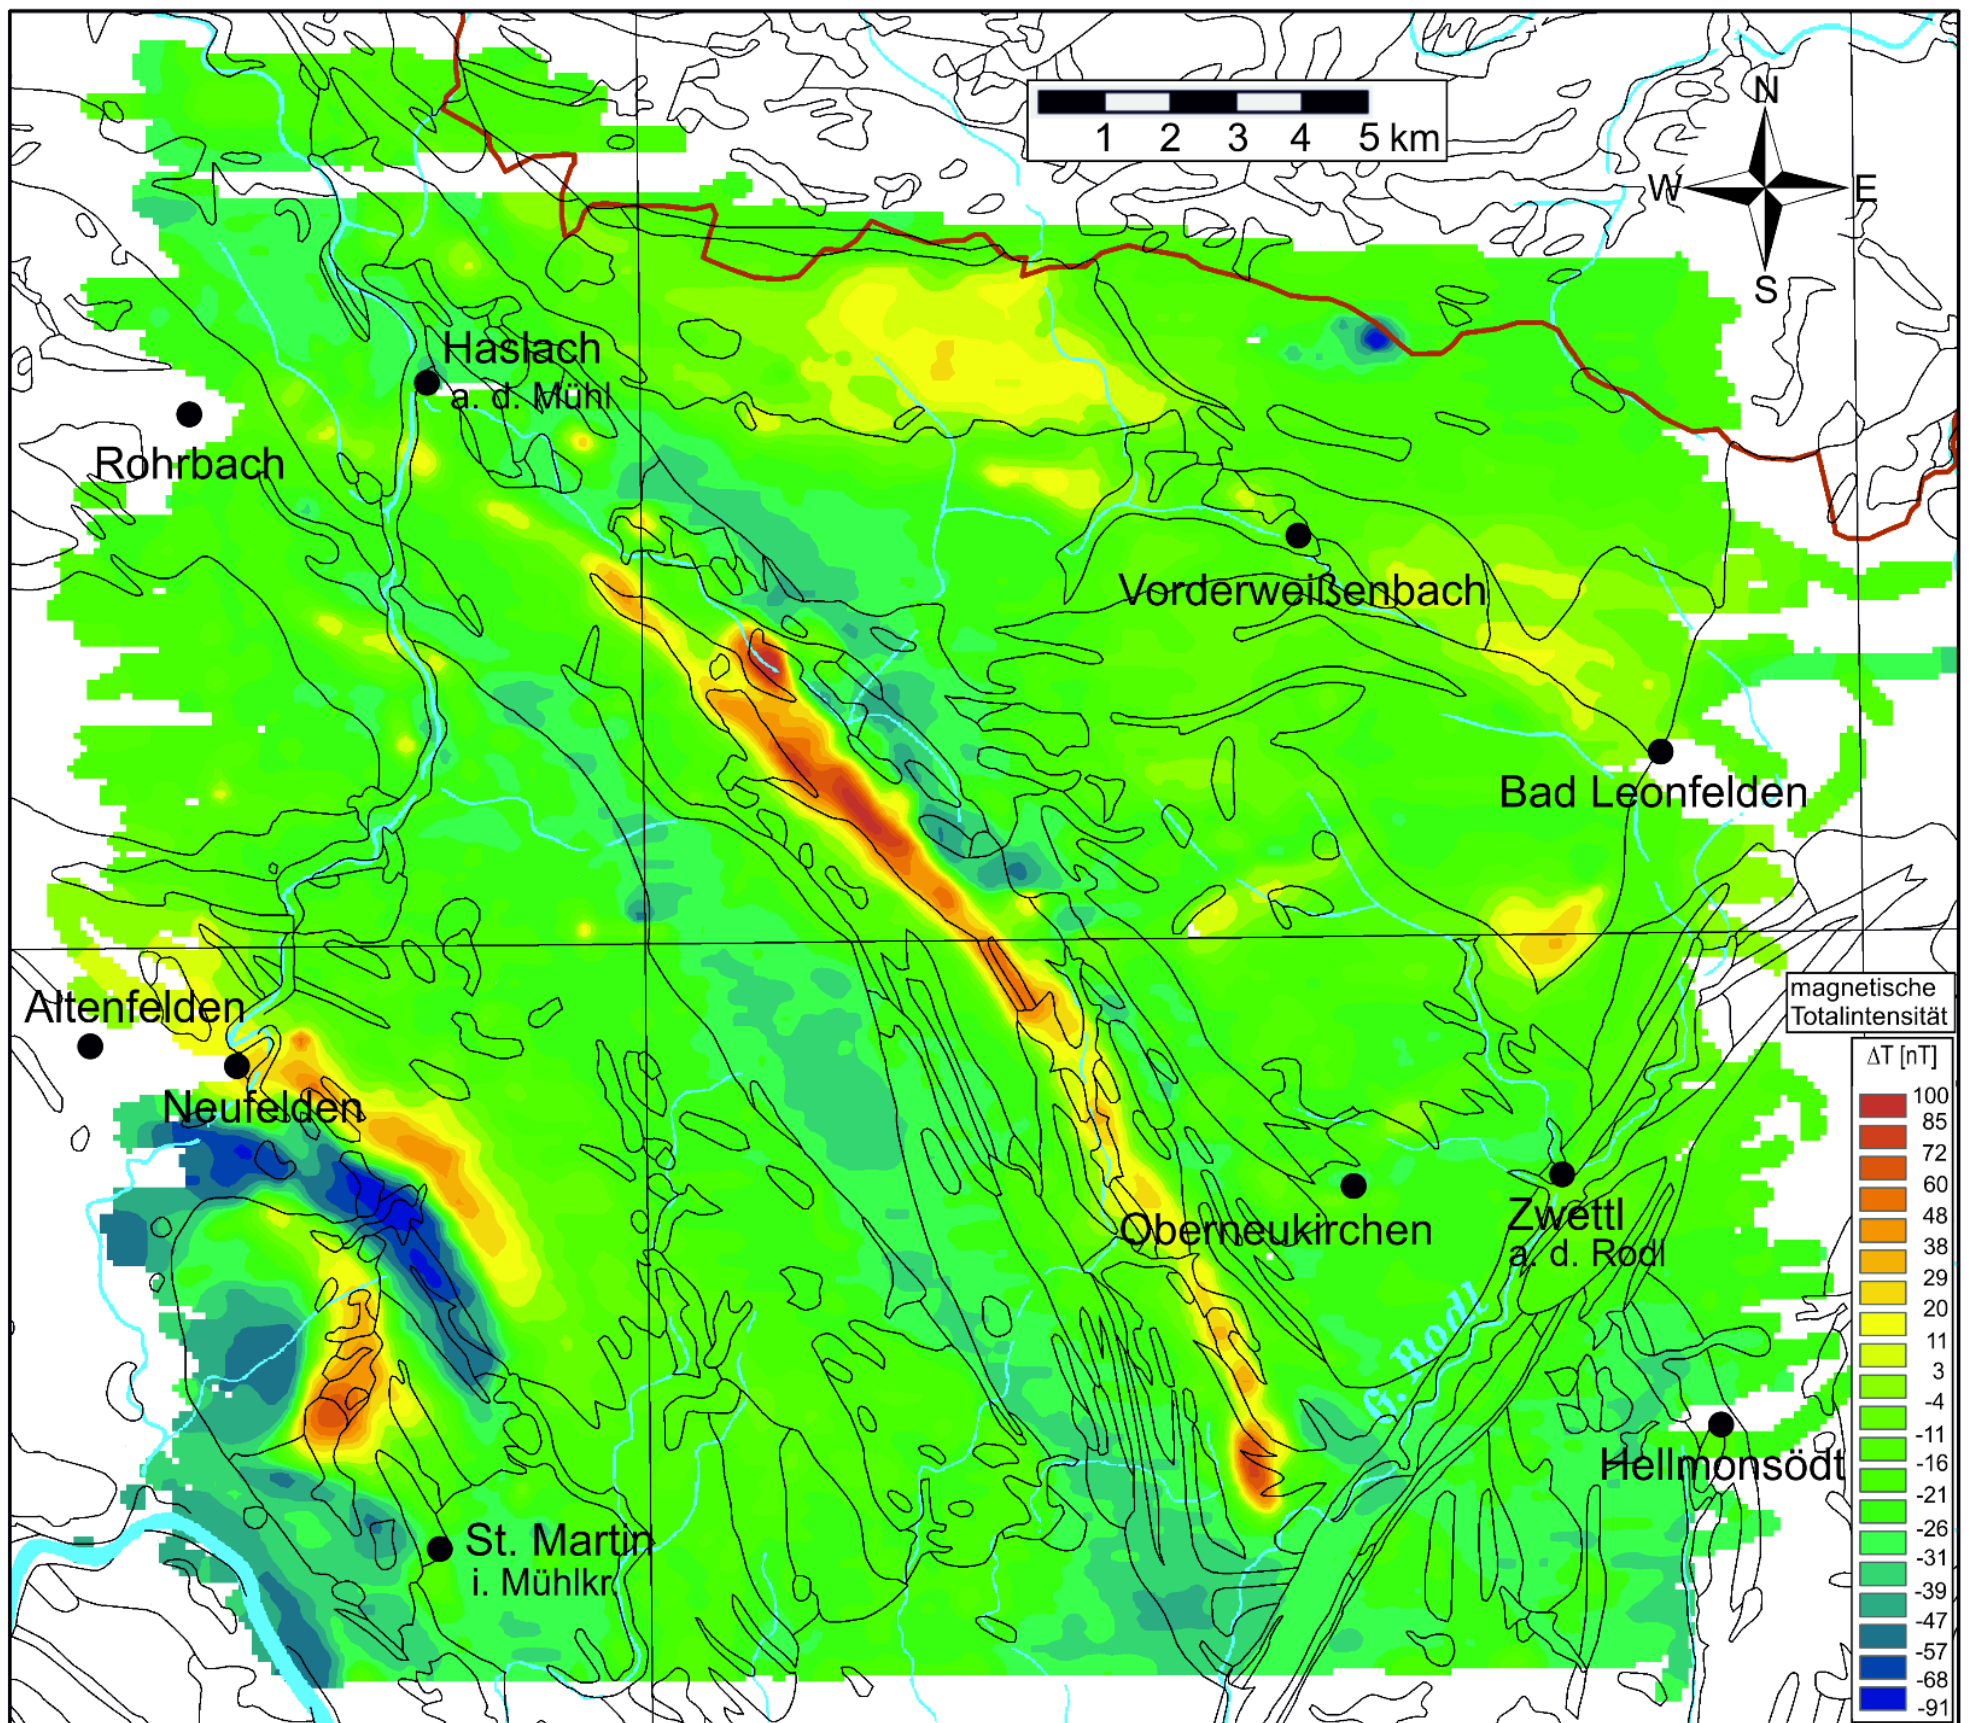 N
W
E
S
1 2 3 4 5 km
Haslach
a. d. Mühl
Rohrbach
Vorderweißenbach
Bad Leonfelden
Altenfelden
Neufelden
Oberneukirchen
Zwettl
a. d. Rodl
G. Rodl
Hellmonsödt
St. Martin
i. Mühlkr.
magnetische
Totalintensität
ΔT [nT]
100
85
72
60
48
38
29
20
11
3
-4
-11
-16
-21
-26
-31
-39
-47
-57
-68
-91